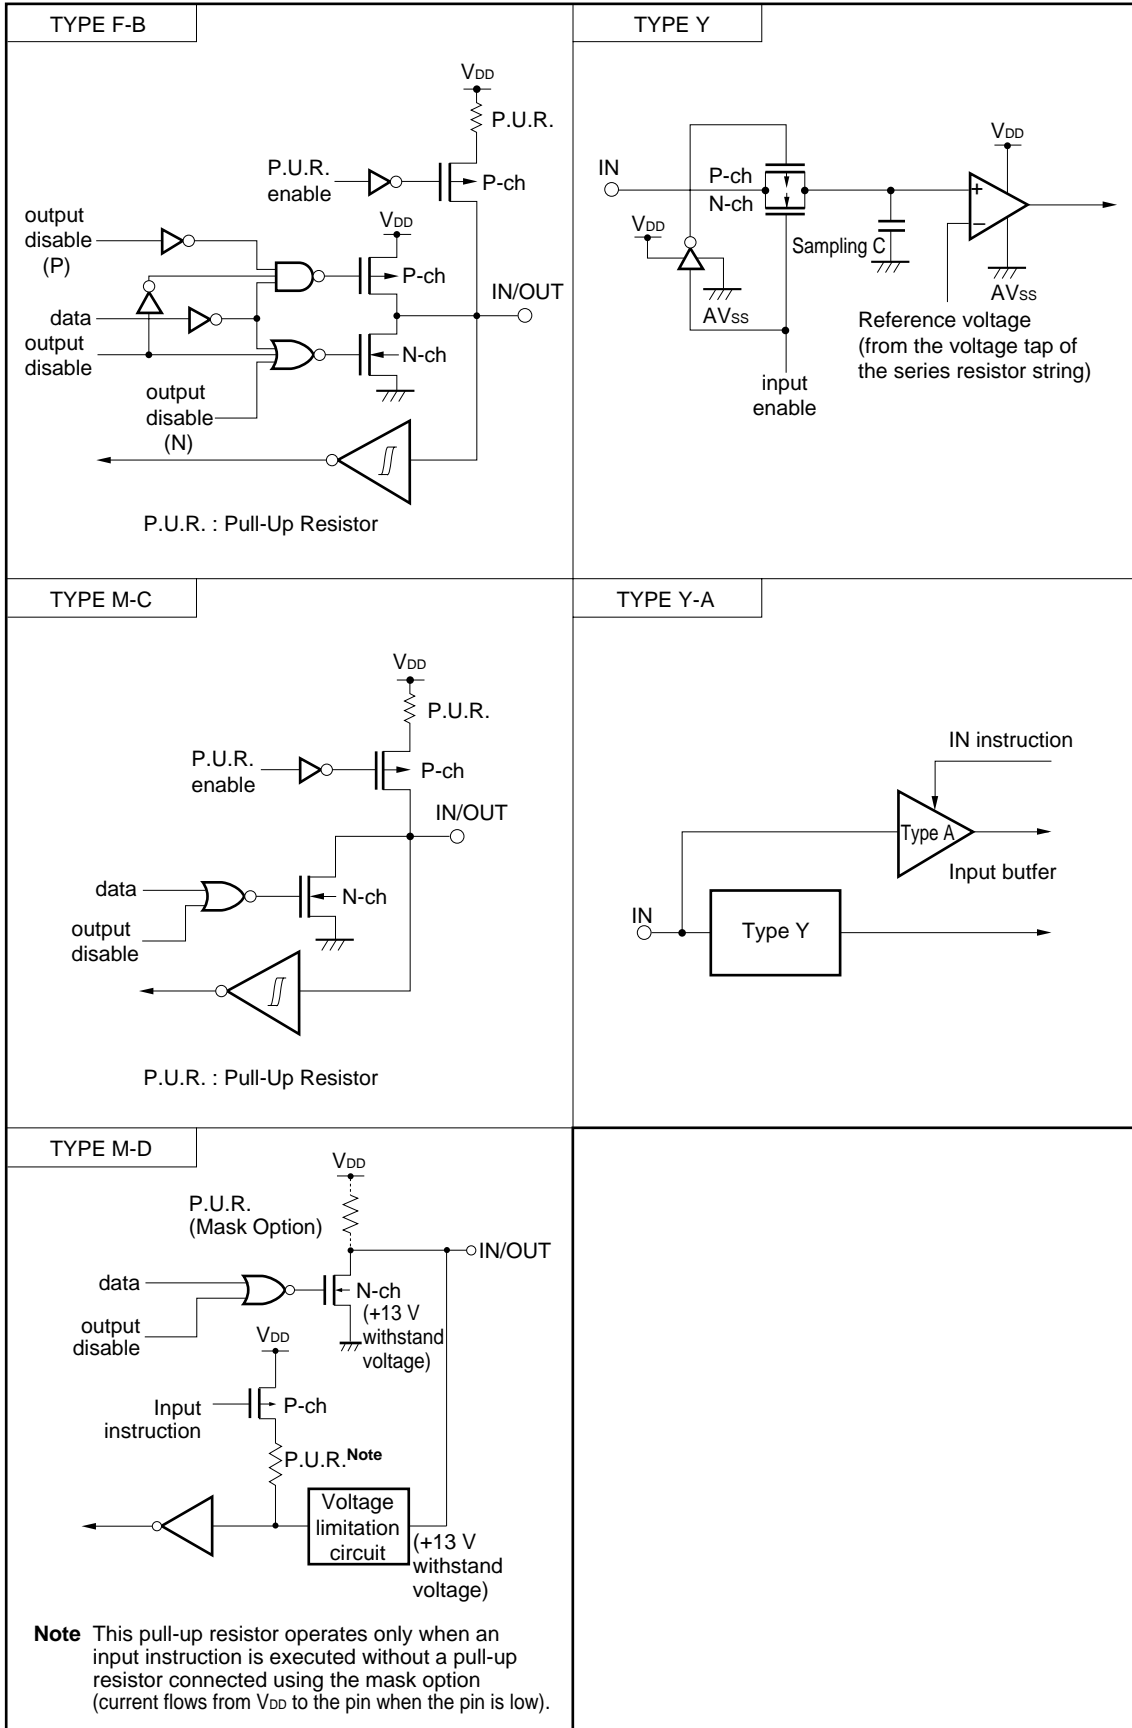 TYPE F-B
VDD
P.U.R.
P.U.R.
enable
P-ch
output
disable
(P)
VDD
P-ch
IN/OUT
data
output
disable
N-ch
output
disable
(N)
P.U.R. : Pull-Up Resistor
TYPE Y
VDD
IN
P-ch
N-ch
+
−
VDD
Sampling C
AVSS
AVSS
Reference voltage
(from the voltage tap of
the series resistor string)
input
enable
TYPE M-C
VDD
P.U.R.
P.U.R.
enable
P-ch
IN/OUT
data
N-ch
output
disable
P.U.R. : Pull-Up Resistor
TYPE Y-A
IN instruction
Type A
Input butfer
IN
Type Y
TYPE M-D
VDD
P.U.R.
(Mask Option)
IN/OUT
data
N-ch
(+13 V
withstand
voltage)
output
disable
VDD
Input
instruction
P-ch
P.U.R.Note
Voltage
limitation
circuit
(+13 V
withstand
voltage)
Note This pull-up resistor operates only when an
input instruction is executed without a pull-up
resistor connected using the mask option
(current flows from VDD to the pin when the pin is low).